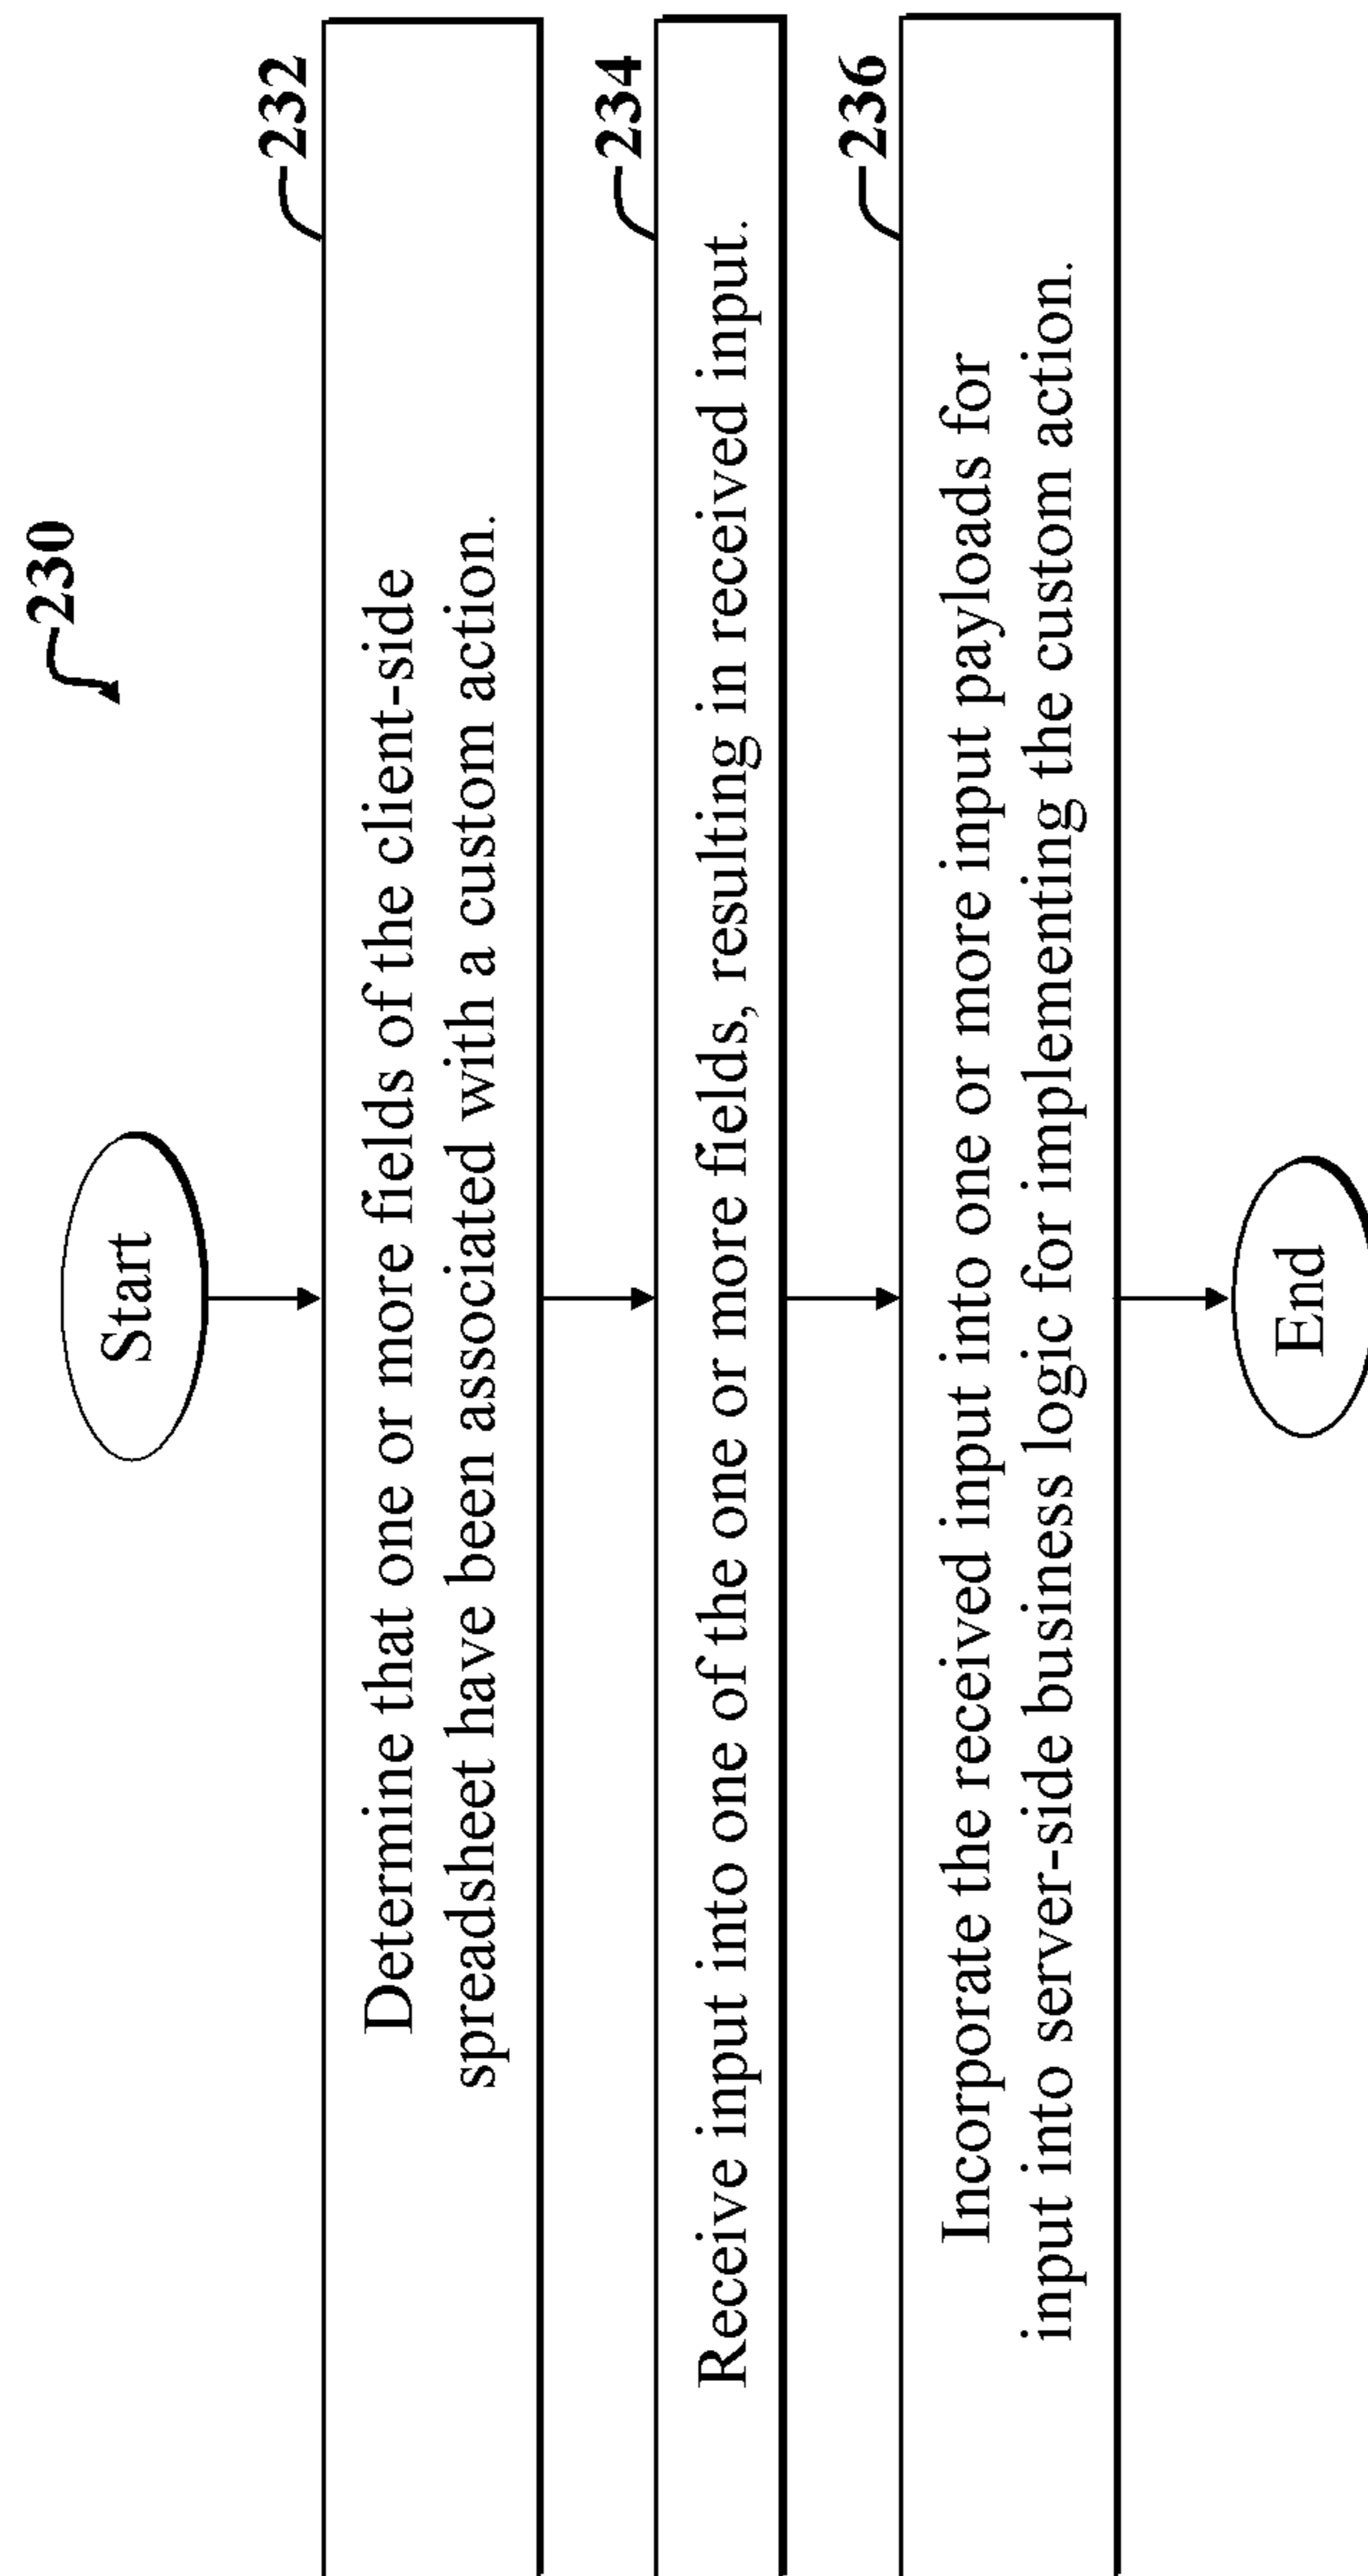 230
Start
232
Determine that one or more fields of the client-side
spreadsheet have been associated with a custom action.
234
Receive input into one of the one or more fields, resulting in received input.
236
Incorporate the received input into one or more input payloads for
input into server-side business logic for implementing the custom action.
End